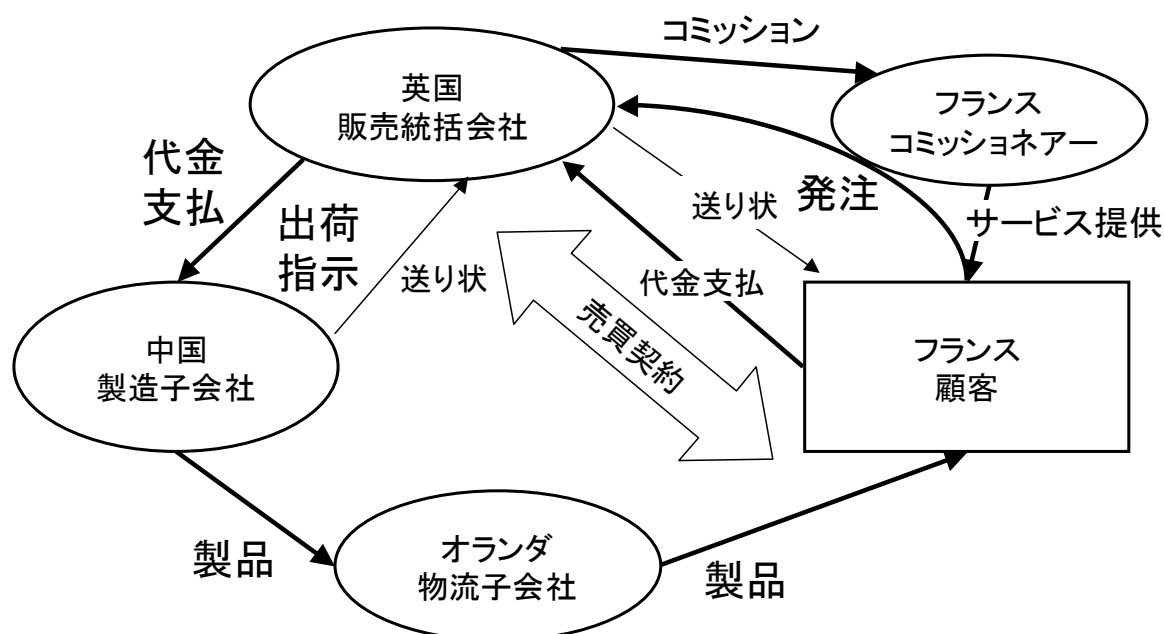 コミッション
英国
販売統括会社
フランス
コミッショネアー
代金
支払
出荷
指示
送り状
送り状
発注
サービス提供
代金支払
売買契約
中国
製造子会社
フランス
顧客
製品
オランダ
物流子会社
製品